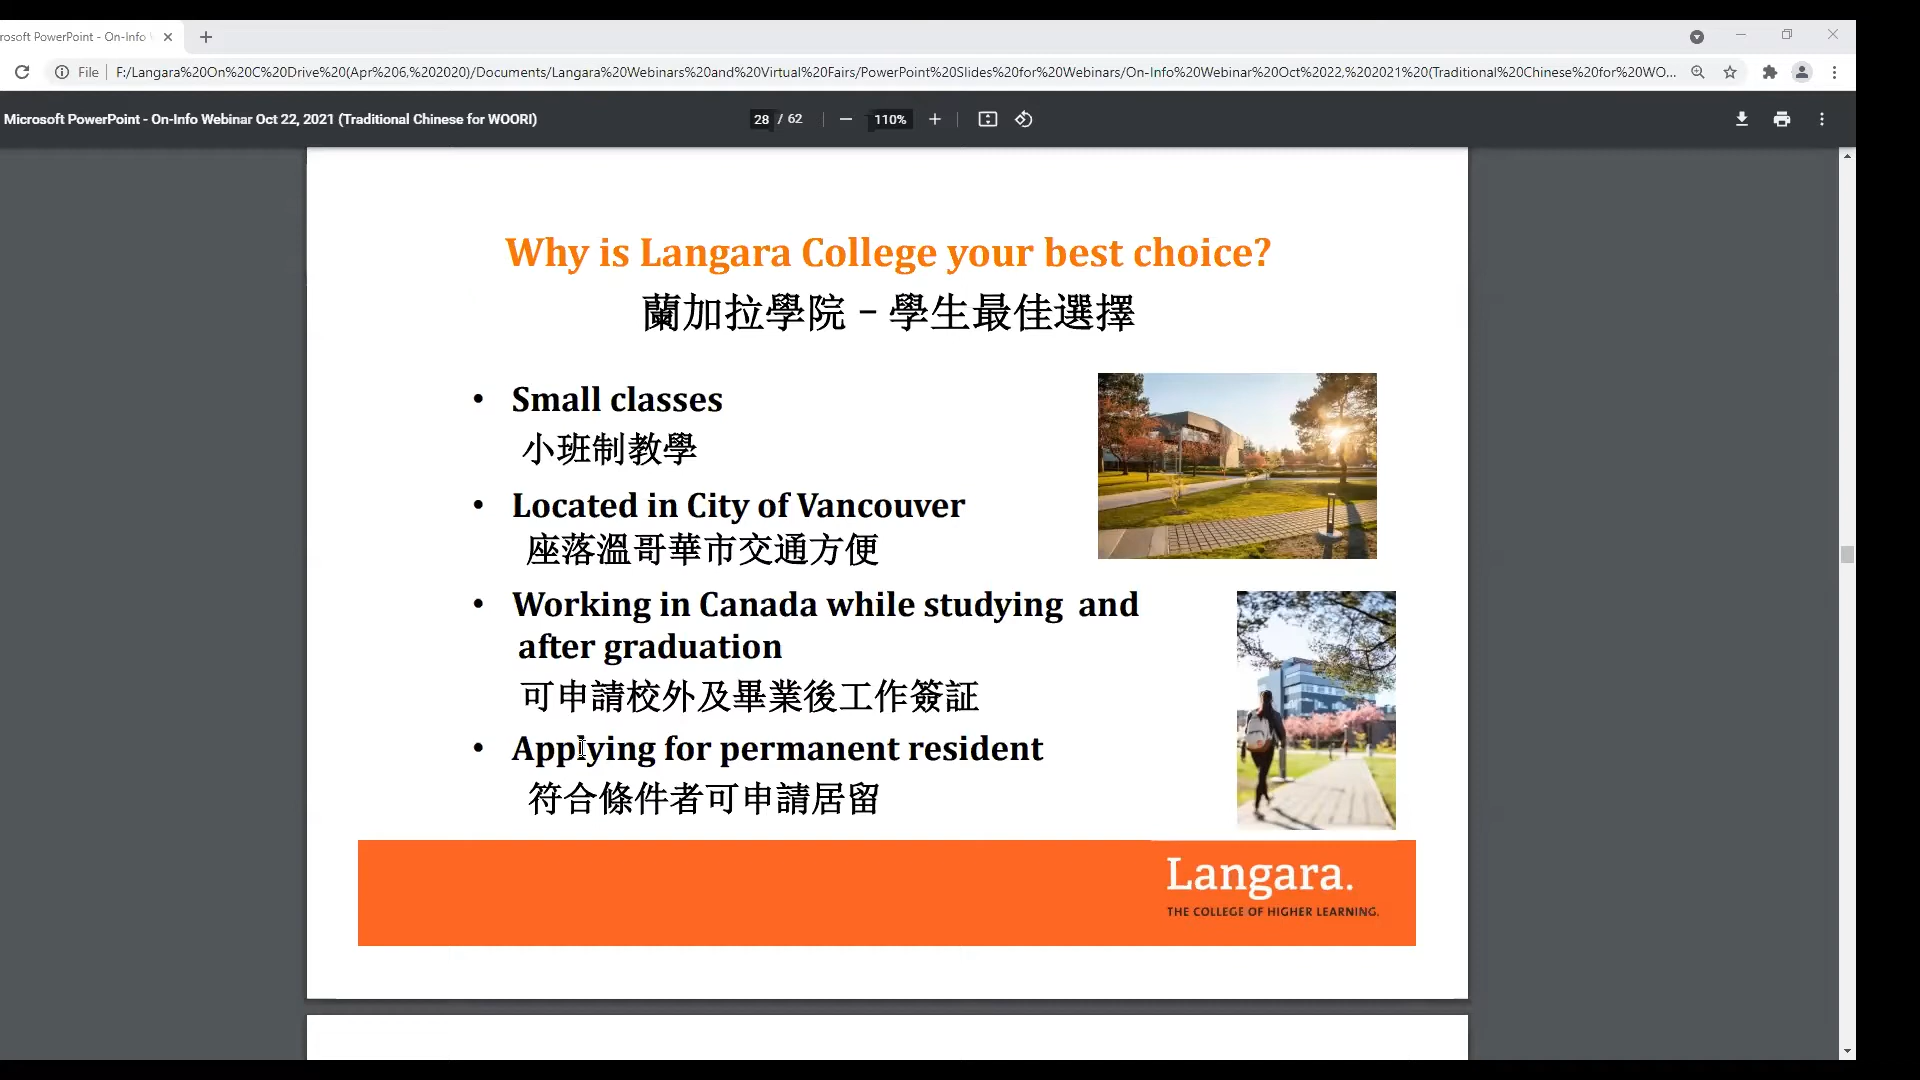 rosoft PowerPoint - On-Info
File
F:/Langara%20On%20C%20Drive%20(Apr%206,%202020)/Documents/Langara%20Webinars%20and%20Virtual%20Fairs/PowerPoint%20Slides%20for%20Webinars/On-Info%20Webinar%20Oct%2022,%202021%20(Traditional%20Chinese%20for%20WO...
Microsoft PowerPoint - On-Info Webinar Oct 22, 2021 (Traditional Chinese for WOORI)
28 / 62
110%
Why is Langara College your best choice?
蘭加拉學院 – 學生最佳選擇
• Small classes
小班制教學
• Located in City of Vancouver
座落溫哥華市交通方便
• Working in Canada while studying and
after graduation
可申請校外及畢業後工作簽証
• Applying for permanent resident
符合條件者可申請居留
Langara.
THE COLLEGE OF HIGHER LEARNING.